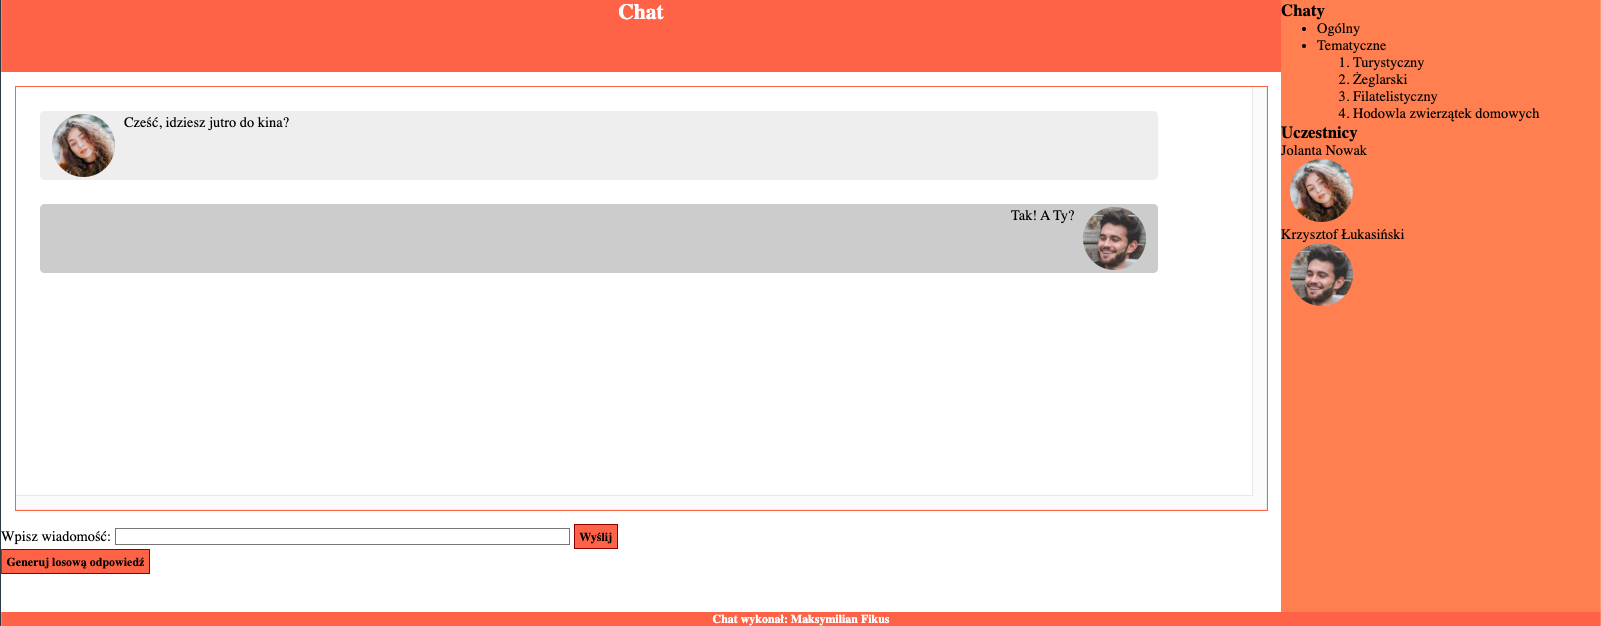 Chat
Cześć, idziesz jutro do kina?
Tak! A Ty?
Wpisz wiadomość:
Wyślij
Generuj losową odpowiedź
Chaty
Ogólny
Tematyczne
1. Turystyczny
2. Żeglarski
3. Filatelistyczny
4. Hodowla zwierzątek domowych
Uczestnicy
Jolanta Nowak
Krzysztof Łukasiński
Chat wykonał: Maksymilian Fikus